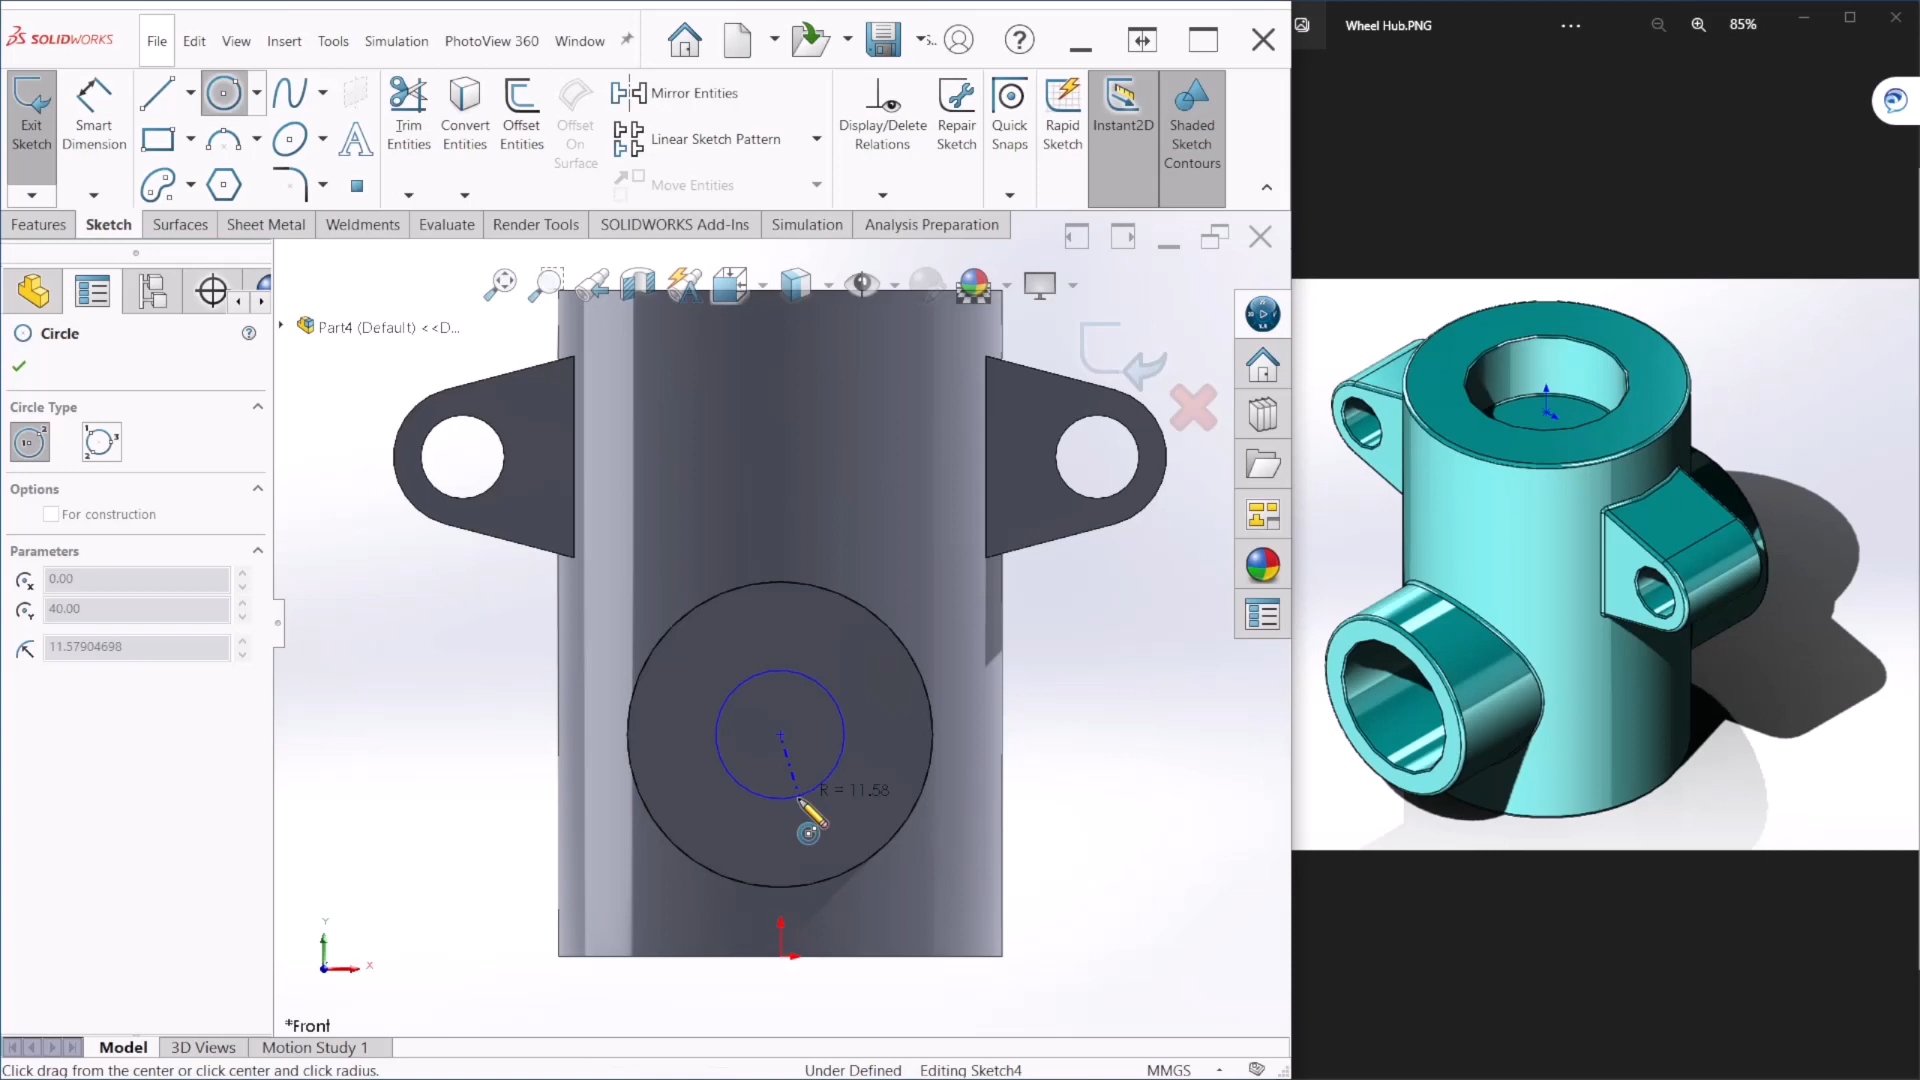 SOLIDWORKS
File Edit View Insert Tools Simulation PhotoView 360 Window
S..
Wheel Hub.PNG
85%
Exit Sketch
Smart Dimension
Trim Entities
Convert Entities
Offset Entities
Offset On Surface
Mirror Entities
Linear Sketch Pattern
Move Entities
Display/Delete Relations
Repair Sketch
Quick Snaps
Rapid Sketch
Instant2D
Shaded Sketch Contours
Features Sketch Surfaces Sheet Metal Weldments Evaluate Render Tools SOLIDWORKS Add-Ins Simulation Analysis Preparation
Part4 (Default) <<D...
Circle
Circle Type
Options
For construction
Parameters
0.00
40.00
11.57904698
R = 11.58
Y
X
*Front
Model 3D Views Motion Study 1
Click drag from the center or click center and click radius.
Under Defined Editing Sketch4 MMGS